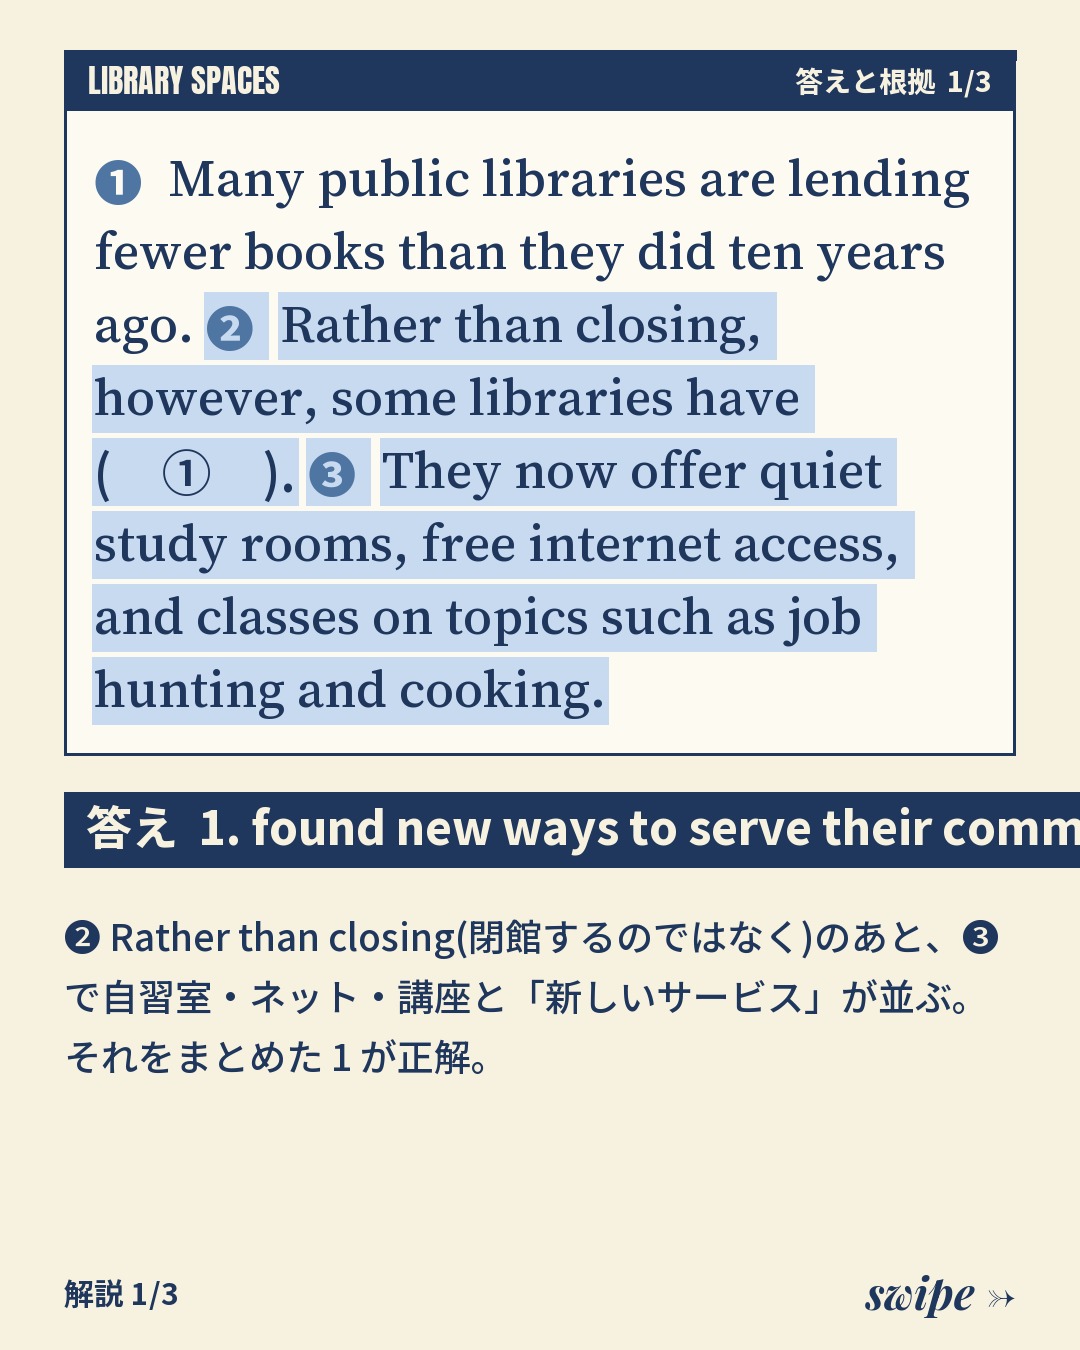 LIBRARY SPACES
答えと根拠 1/3
❶ Many public libraries are lending
fewer books than they did ten years
ago. ❷ Rather than closing,
however, some libraries have
( ① ). ❸ They now offer quiet
study rooms, free internet access,
and classes on topics such as job
hunting and cooking.
答え 1. found new ways to serve their comm
❷ Rather than closing(閉館するのではなく)のあと、❸
で自習室・ネット・講座と「新しいサービス」が並ぶ。
それをまとめた 1 が正解。
解説 1/3
swipe